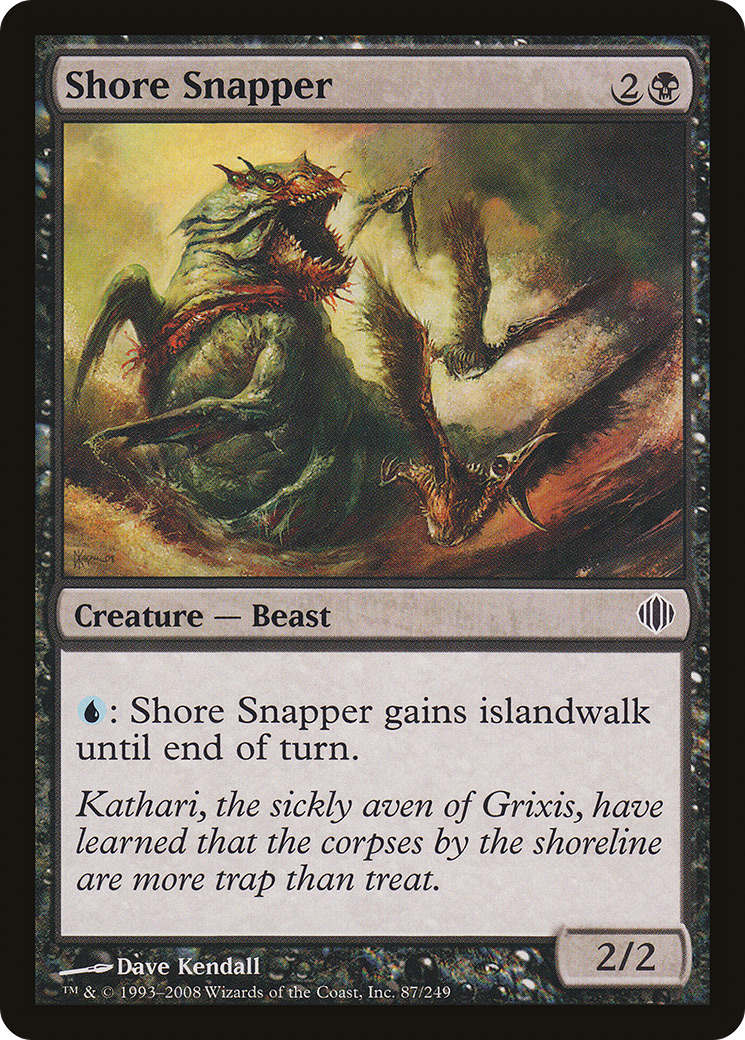 Shore Snapper 2
Creature — Beast
: Shore Snapper gains islandwalk
until end of turn.
Kathari, the sickly aven of Grixis, have
learned that the corpses by the shoreline
are more trap than treat.
2/2
Dave Kendall
™ & © 1993–2008 Wizards of the Coast, Inc. 87/249